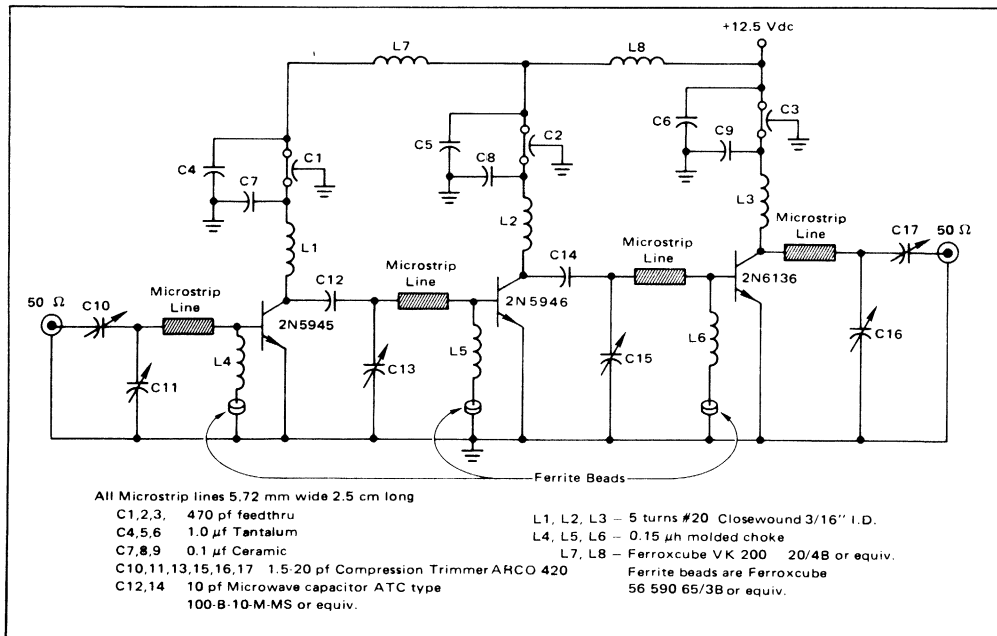 +12.5 Vdc
L7
L8
C6
C3
C9
C5
C2
C8
C4
C1
C7
L3
L2
L1
Microstrip
Line
C17
50 Ω
C14
Microstrip
Line
C12
Microstrip
Line
2N6136
50 Ω
C10
Microstrip
Line
2N5946
2N5945
L6
C16
L5
C15
L4
C13
C11
Ferrite Beads
All Microstrip lines 5.72 mm wide 2.5 cm long
C1,2,3, 470 pf feedthru
C4,5,6 1.0 µf Tantalum
C7,8,9 0.1 µf Ceramic
C10,11,13,15,16,17 1.5-20 pf Compression Trimmer ARCO 420
C12,14 10 pf Microwave capacitor ATC type
100-B-10-M-MS or equiv.
L1, L2, L3 – 5 turns #20 Closewound 3/16'' I.D.
L4, L5, L6 – 0.15 µh molded choke
L7, L8 – Ferroxcube VK 200 20/4B or equiv.
Ferrite beads are Ferroxcube
56 590 65/3B or equiv.